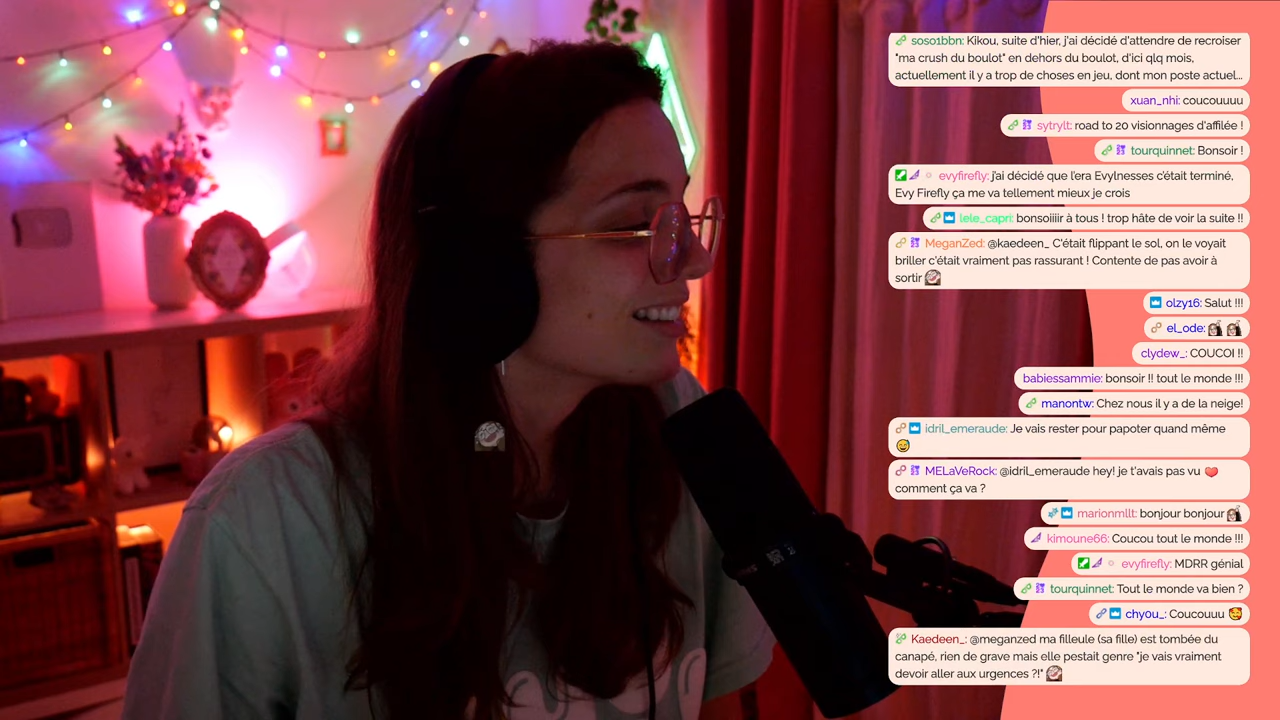 soso1bbn: Kikou, suite d'hier, j'ai décidé d'attendre de recroiser
"ma crush du boulot" en dehors du boulot, d'ici qlq mois,
actuellement il y a trop de choses en jeu, dont mon poste actuel...
xuan_nhi: coucouuuu
sytrylt: road to 20 visionnages d'affilée !
tourquinnet: Bonsoir !
evyfirefly: j'ai décidé que l'era Evylnesses c'était terminé,
Evy Firefly ça me va tellement mieux je crois
lele_capri: bonsoiiiir à tous ! trop hâte de voir la suite !!
MeganZed: @kaedeen_ C'était flippant le sol, on le voyait
briller c'était vraiment pas rassurant ! Contente de pas avoir à
sortir
olzy16: Salut !!!
el_ode:
clydew_: COUCOI !!
babiessammie: bonsoir !! tout le monde !!!
manontw: Chez nous il y a de la neige!
idril_emeraude: Je vais rester pour papoter quand même
😅
MELaVeRock: @idril_emeraude hey! je t'avais pas vu ❤️
comment ça va ?
marionmllt: bonjour bonjour
kimoune66: Coucou tout le monde !!!
evyfirefly: MDRR génial
tourquinnet: Tout le monde va bien ?
chy0u_: Coucouuu 🥰
Kaedeen_: @meganzed ma filleule (sa fille) est tombée du
canapé, rien de grave mais elle pestait genre "je vais vraiment
devoir aller aux urgences ?!"